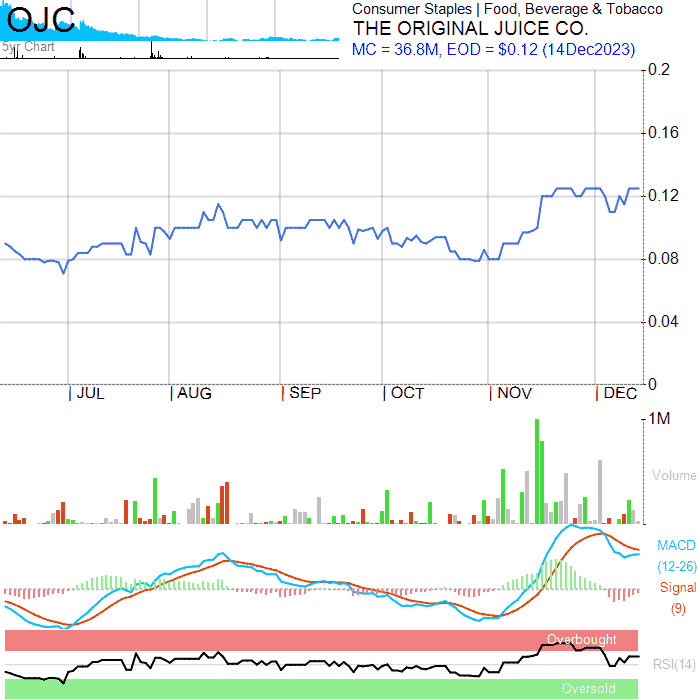 OJC
5yr Chart
Consumer Staples | Food, Beverage & Tobacco
THE ORIGINAL JUICE CO.
MC = 36.8M, EOD = $0.12 (14Dec2023)
0.2
0.16
0.12
0.08
0.04
0
JUL AUG SEP OCT NOV DEC
1M
Volume
MACD
(12-26)
Signal
(9)
Overbought
RSI(14)
Oversold